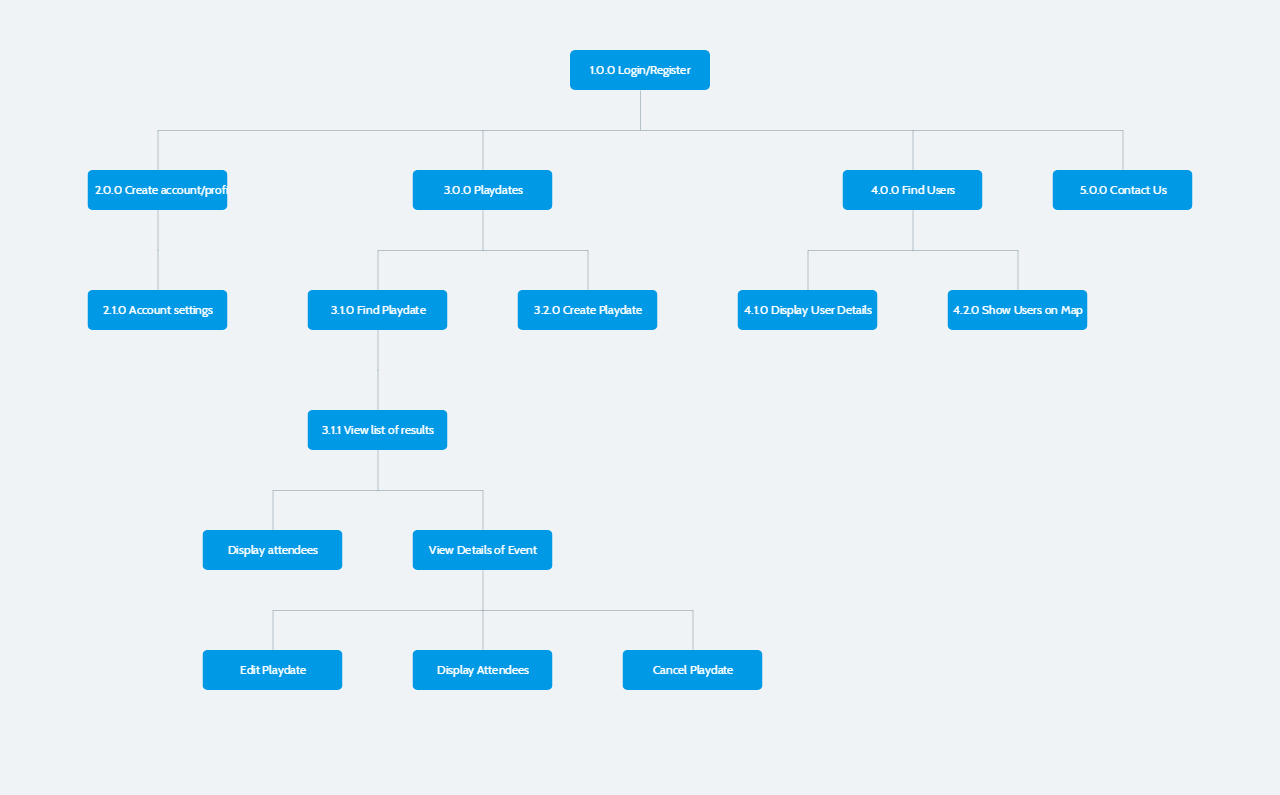 1.0.0 Login/Register
2.0.0 Create account/profi
3.0.0 Playdates
4.0.0 Find Users
5.0.0 Contact Us
2.1.0 Account settings
3.1.0 Find Playdate
3.2.0 Create Playdate
4.1.0 Display User Details
4.2.0 Show Users on Map
3.1.1 View list of results
Display attendees
View Details of Event
Edit Playdate
Display Attendees
Cancel Playdate